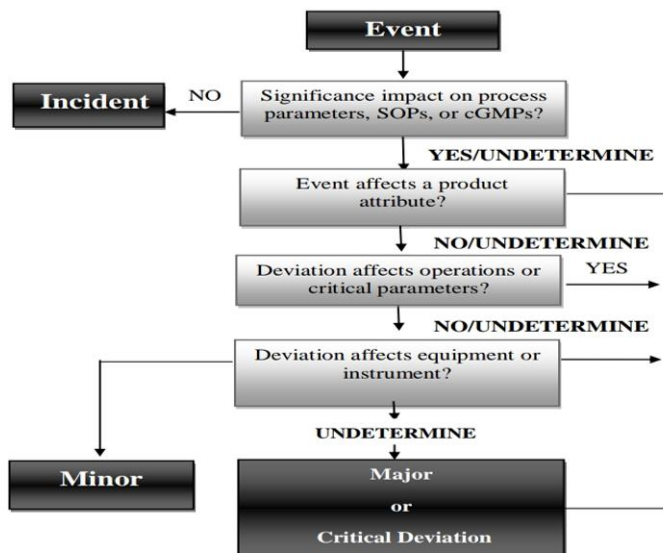 Event
Incident
NO
Significance impact on process
parameters, SOPs, or cGMPs?
YES/UNDETERMINE
Event affects a product
attribute?
NO/UNDETERMINE
Deviation affects operations or
critical parameters?
YES
NO/UNDETERMINE
Deviation affects equipment or
instrument?
UNDETERMINE
Minor
Major
or
Critical Deviation